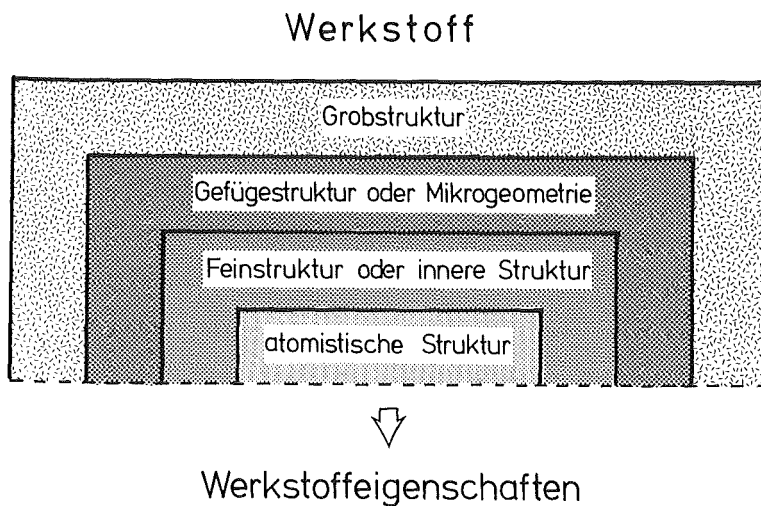 Werkstoff
Grobstruktur
Gefügestruktur oder Mikrogeometrie
Feinstruktur oder innere Struktur
atomistische Struktur
Werkstoffeigenschaften